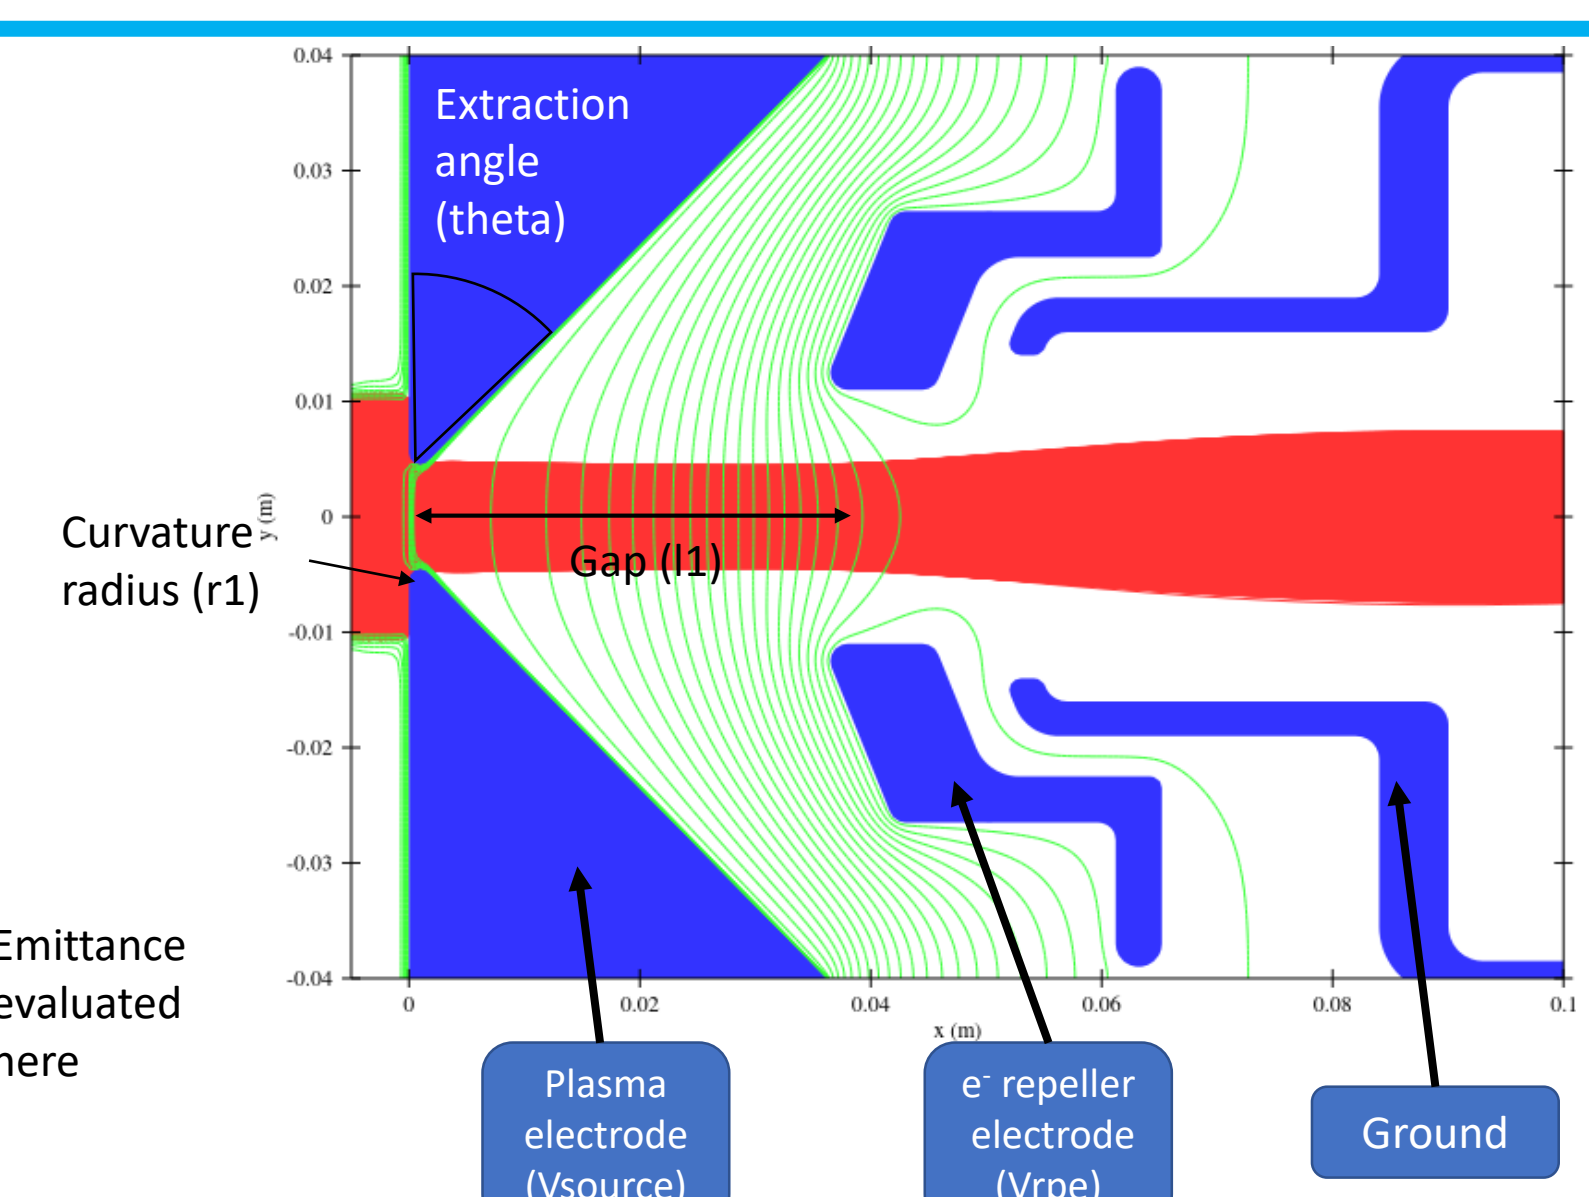 0.04
0.03
0.02
0.01
0
-0.01
-0.02
-0.03
-0.04
y (m)
0
0.02
0.04
0.06
0.08
0.1
x (m)
Extraction
angle
(theta)
Curvature
radius (r1)
Gap (l1)
Emittance
evaluated
here
Plasma
electrode
(Vsource)
e⁻ repeller
electrode
(Vrpe)
Ground